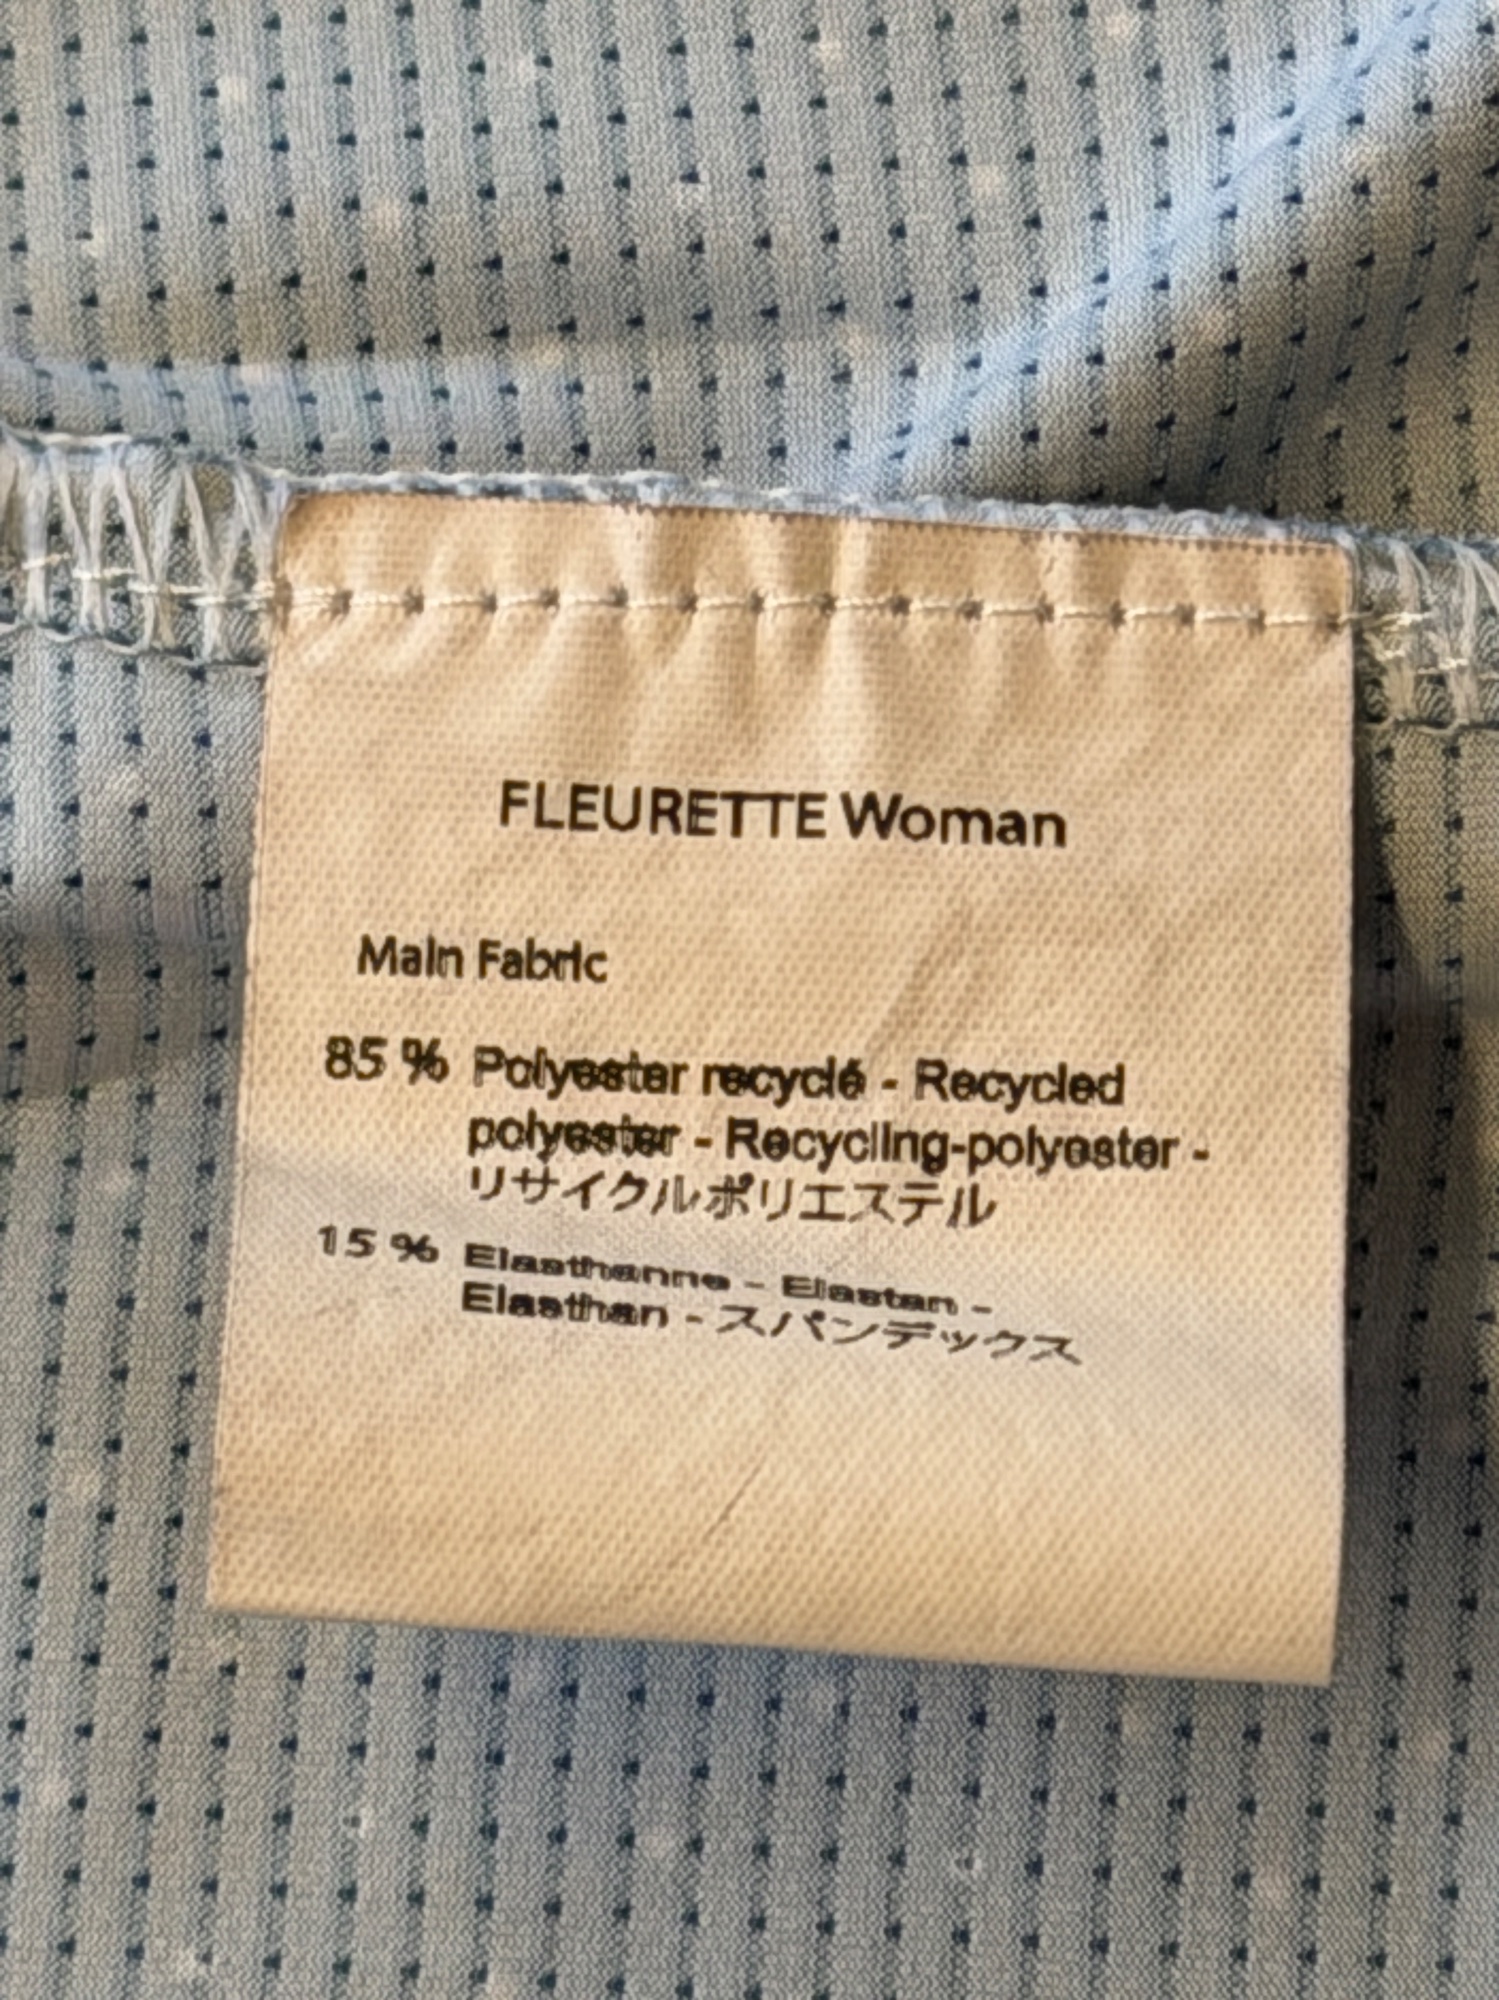 FLEURETTE Woman
Main Fabric
85 % Polyester recyclé - Recycled
polyester - Recycling-polyester -
リサイクルポリエステル
15 % Elasthanne - Elastan -
Elasthan - スパンデックス